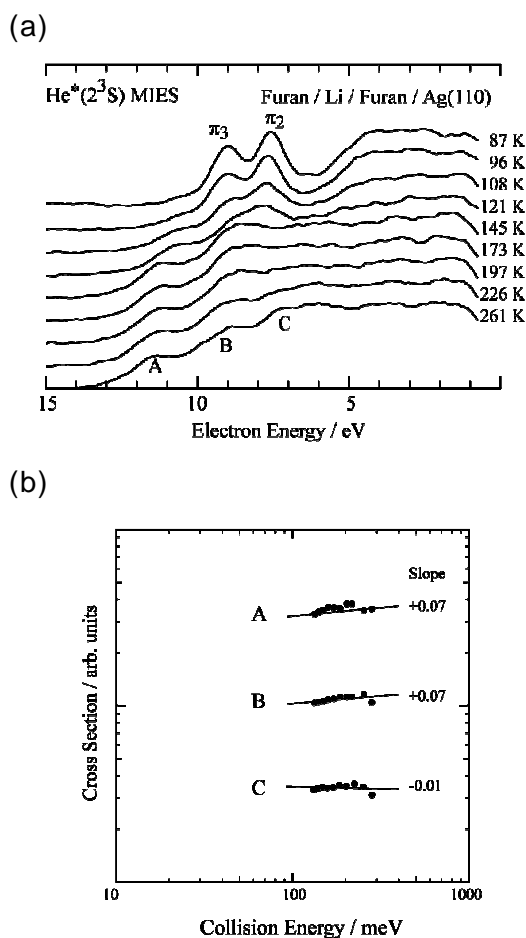 (a)
He*(2³S) MIES
Furan / Li / Furan / Ag(110)
π₃
π₂
87 K
96 K
108 K
121 K
145 K
173 K
197 K
226 K
261 K
A
B
C
15
10
5
Electron Energy / eV
(b)
Slope
A
+0.07
B
+0.07
C
-0.01
Cross Section / arb. units
10
100
1000
Collision Energy / meV